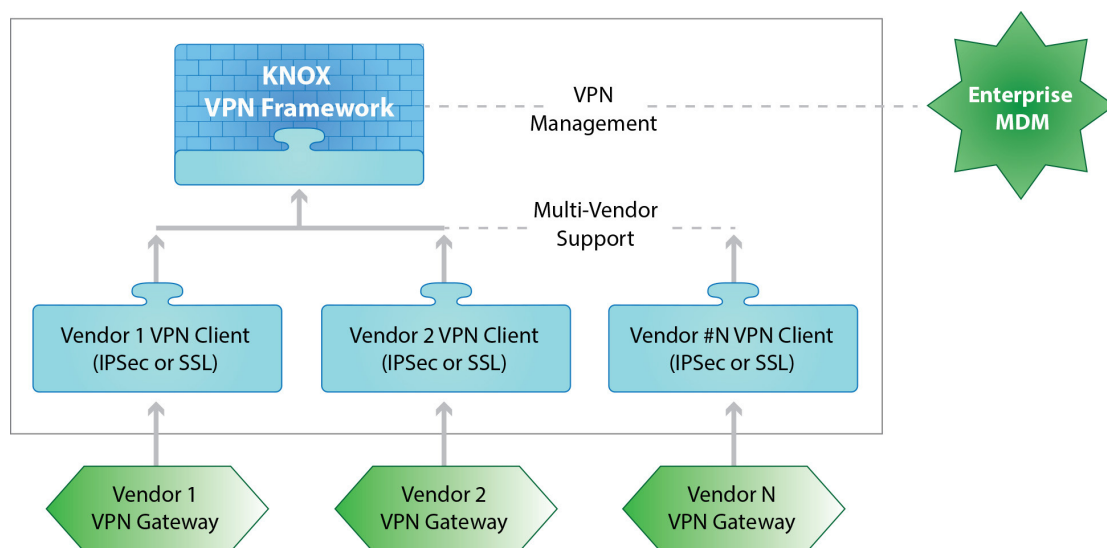 KNOX
VPN Framework
VPN
Management
Enterprise
MDM
Multi-Vendor
Support
Vendor 1 VPN Client
(IPSec or SSL)
Vendor 2 VPN Client
(IPSec or SSL)
Vendor #N VPN Client
(IPSec or SSL)
Vendor 1
VPN Gateway
Vendor 2
VPN Gateway
Vendor N
VPN Gateway